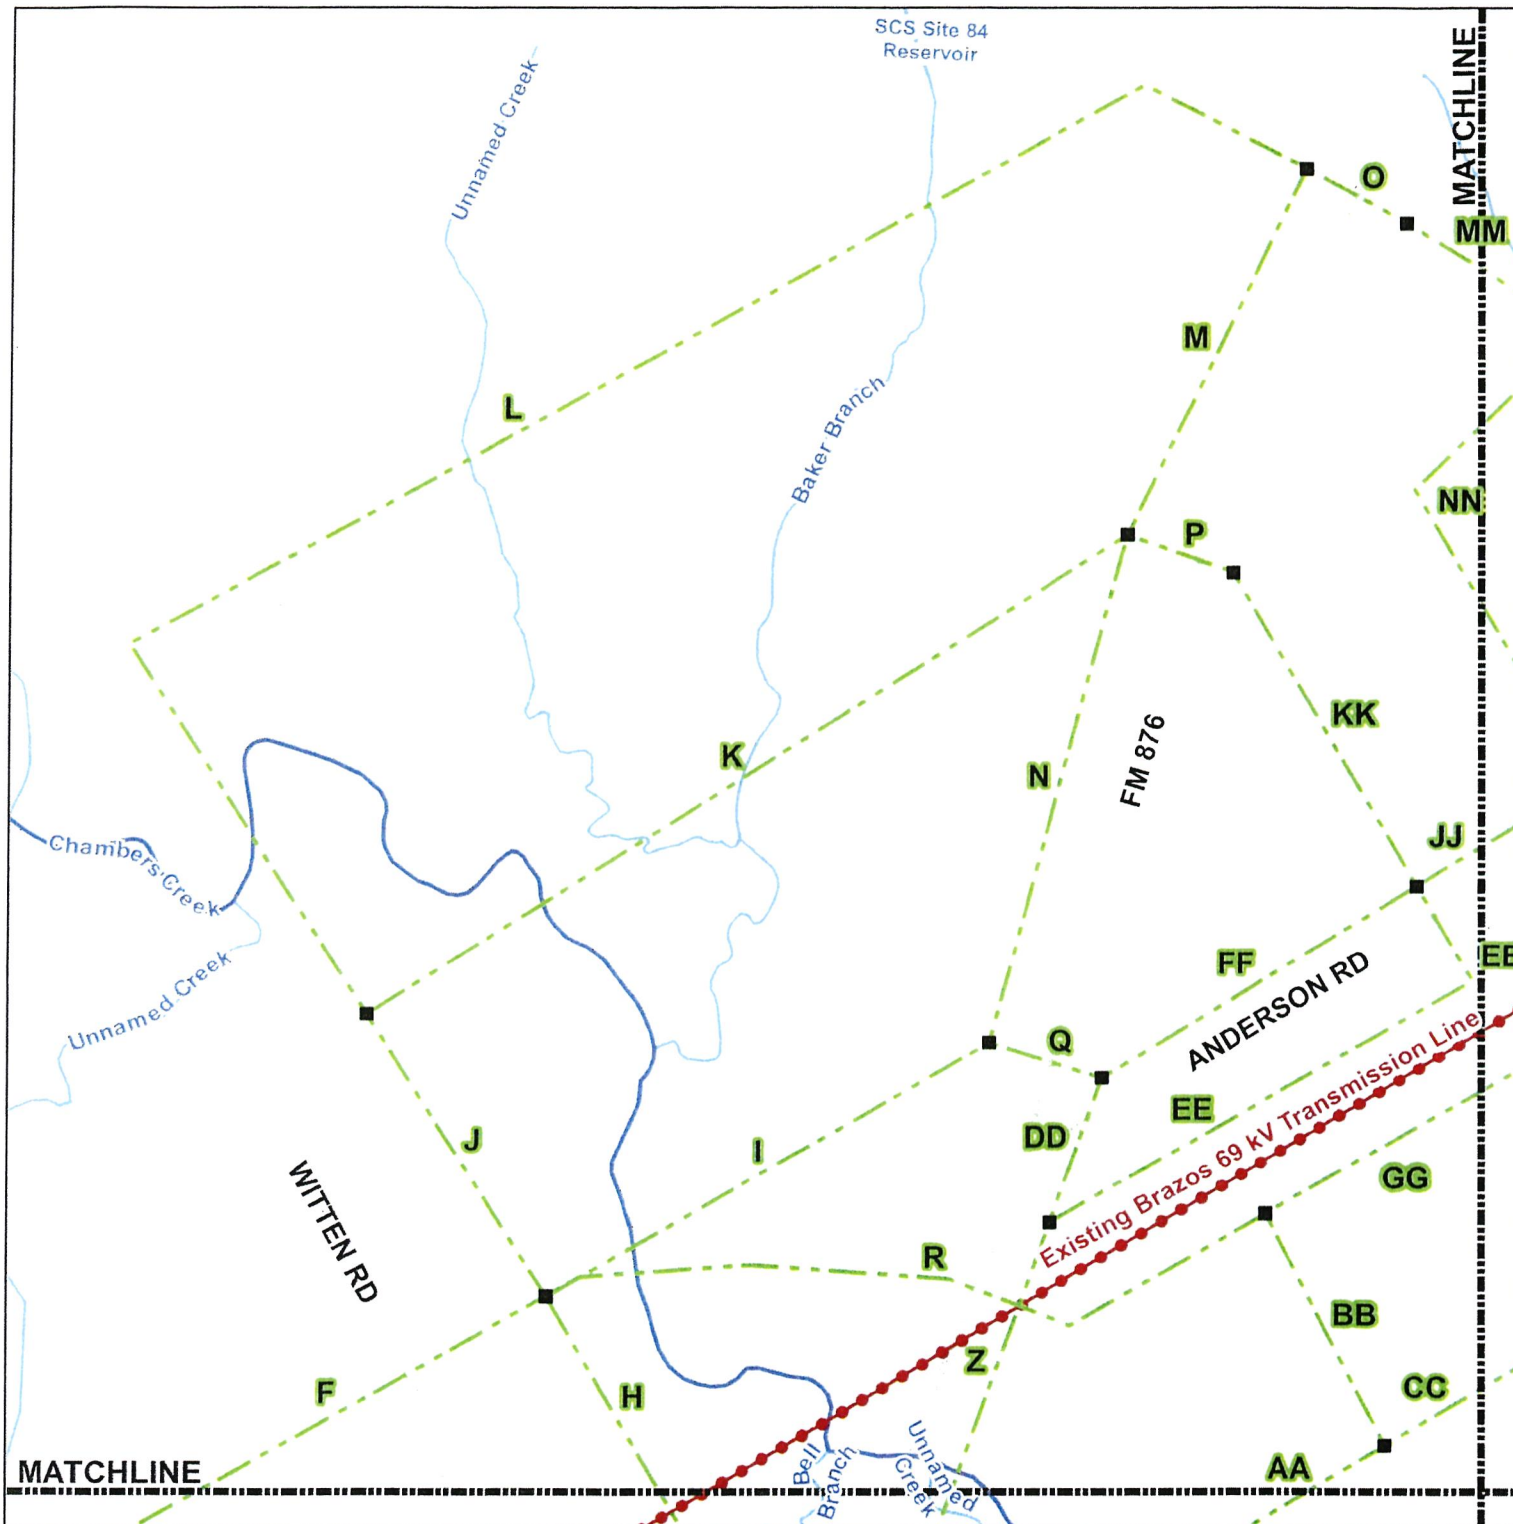 SCS Site 84
Reservoir
MATCHLINE
Unnamed Creek
O
MM
M
L
Baker Branch
NN
P
KK
K
N
FM 876
JJ
Chambers Creek
FF
EE
Unnamed Creek
ANDERSON RD
Q
Existing Brazos 69 kV Transmission Line
EE
DD
J
I
GG
WITTEN RD
R
BB
Z
F
H
CC
Bell
Branch
Unnamed
Creek
AA
MATCHLINE